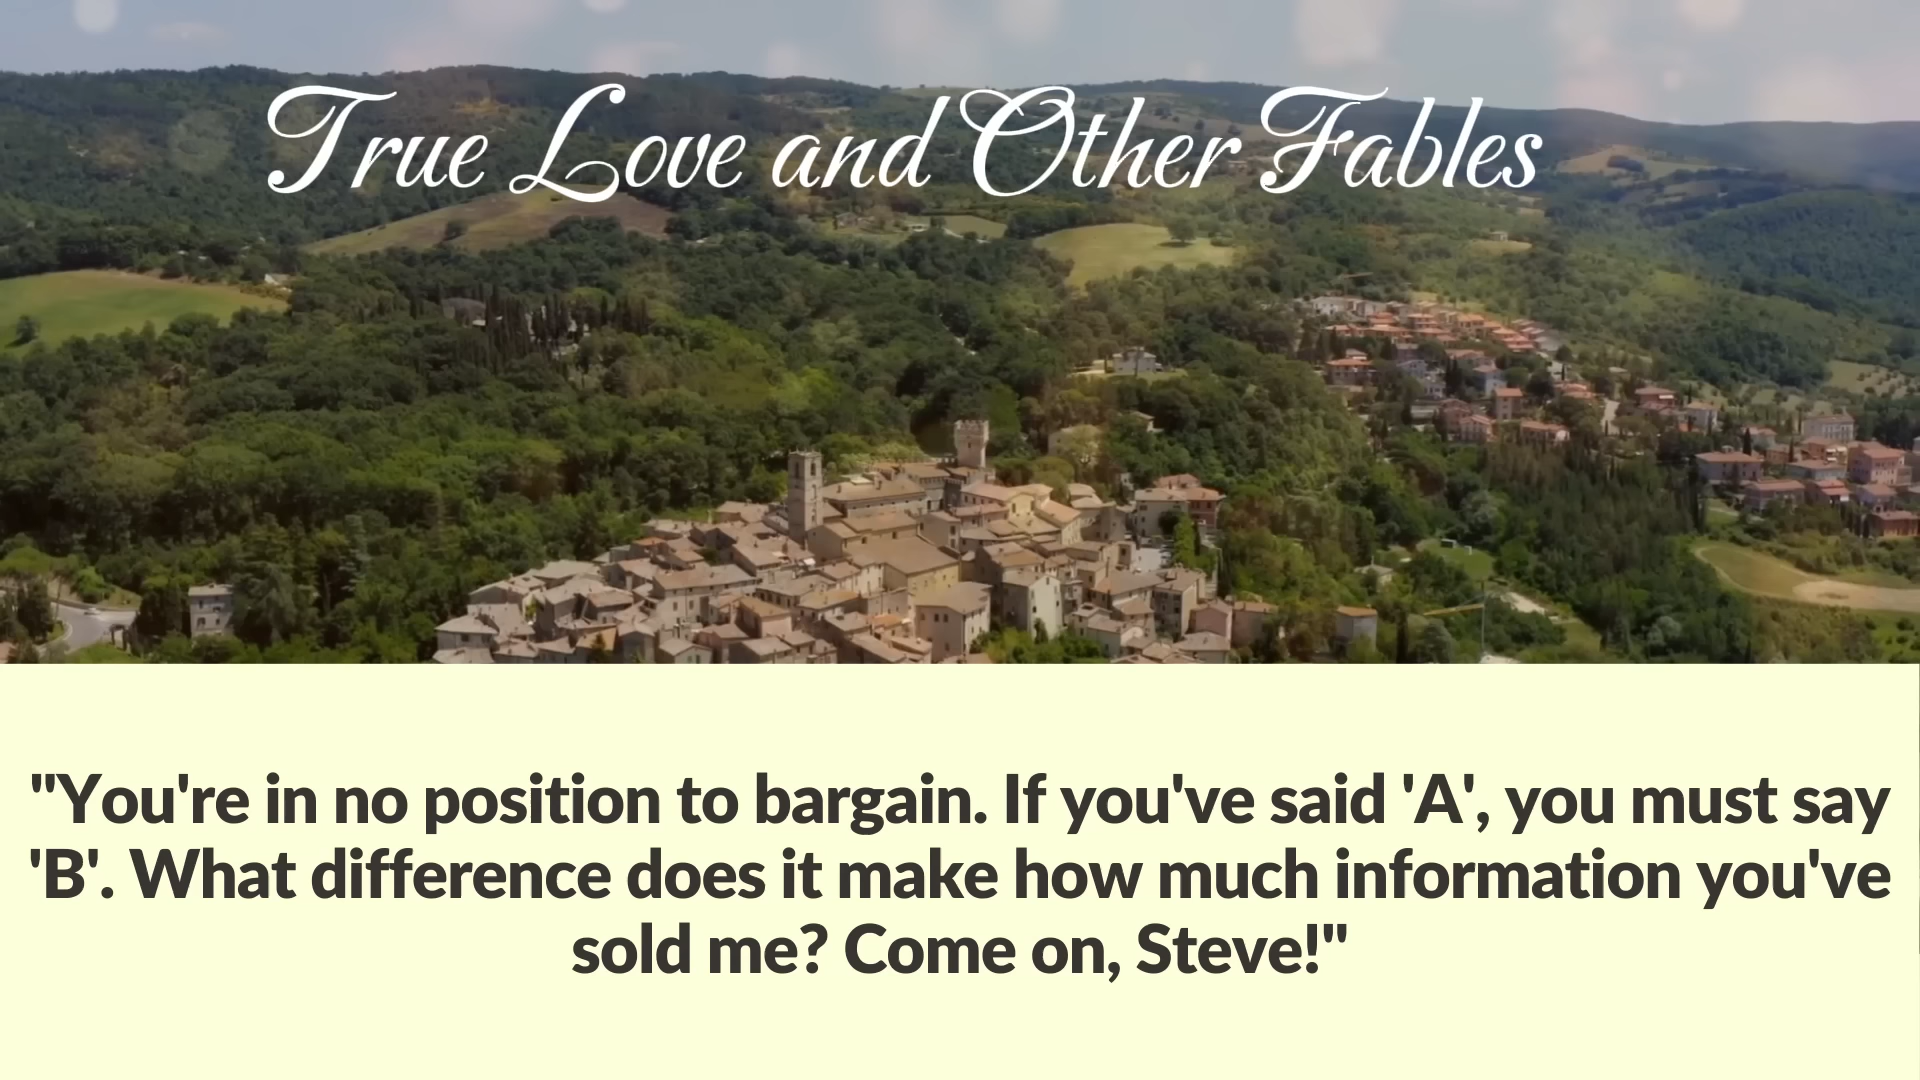 True Love and Other Fables
"You're in no position to bargain. If you've said 'A', you must say
'B'. What difference does it make how much information you've
sold me? Come on, Steve!"